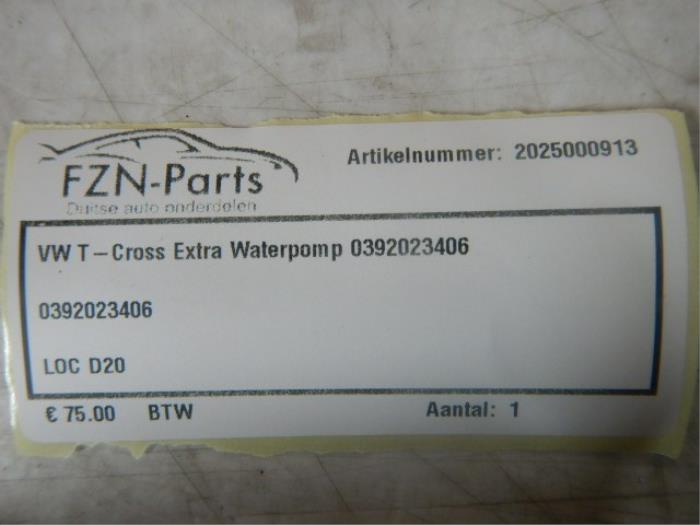 FZN-Parts
Duitse auto onderdelen
Artikelnummer: 2025000913
VW T-Cross Extra Waterpomp 0392023406
0392023406
LOC D20
€ 75.00 BTW Aantal: 1